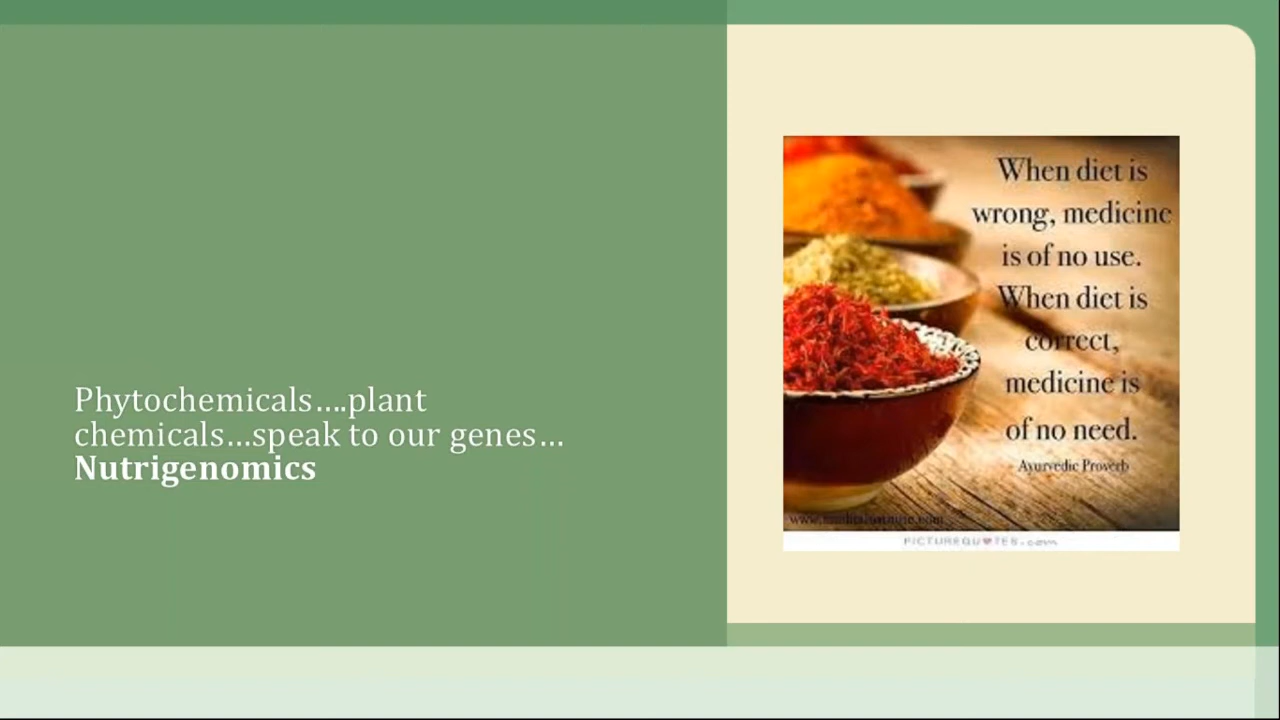 Phytochemicals....plant
chemicals...speak to our genes...
Nutrigenomics
When diet is
wrong, medicine
is of no use.
When diet is
correct,
medicine is
of no need.
- Ayurvedic Proverb
PICTUREQUOTES.com